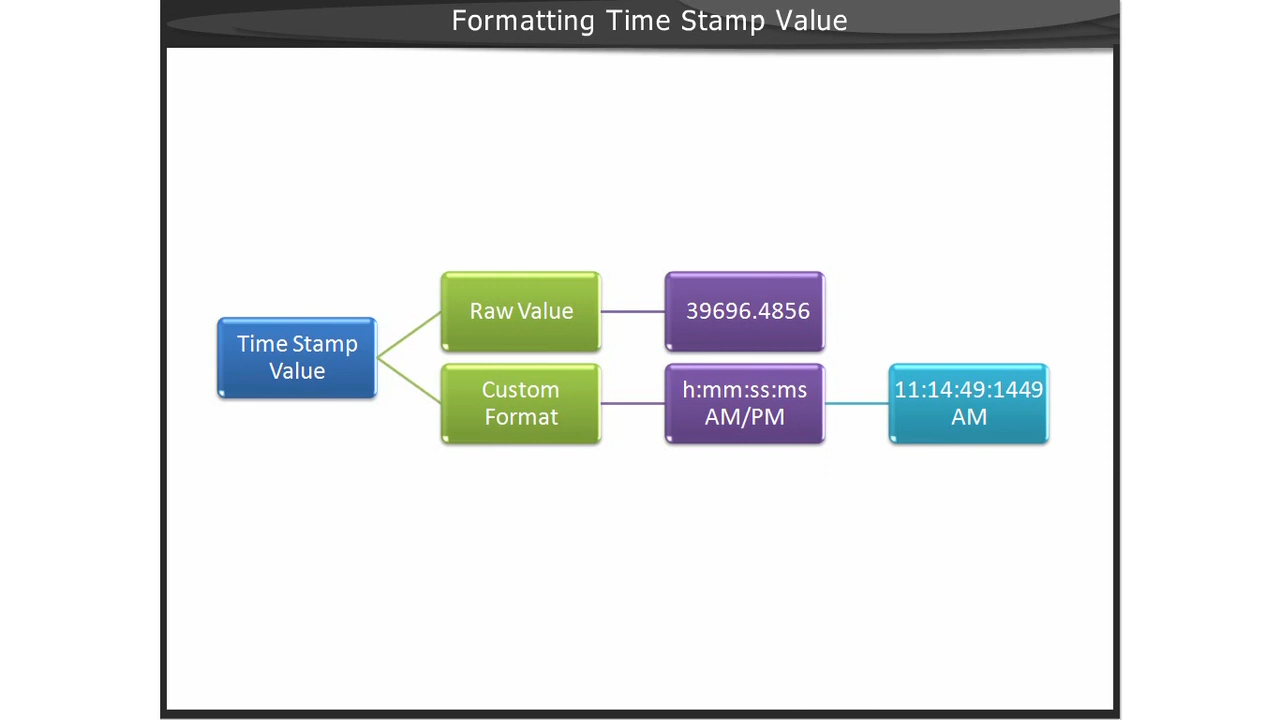 Formatting Time Stamp Value
Time Stamp
Value
Raw Value
39696.4856
Custom
Format
h:mm:ss:ms
AM/PM
11:14:49:1449
AM